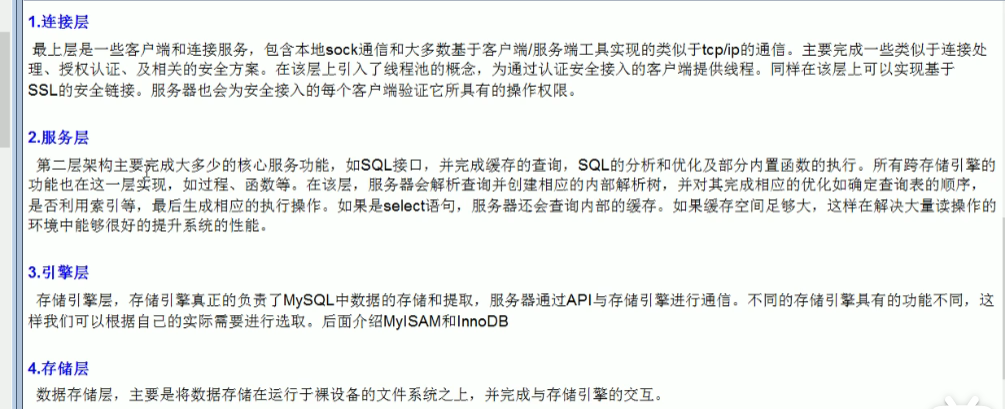 1.连接层
最上层是一些客户端和连接服务，包含本地sock通信和大多数基于客户端/服务端工具实现的类似于tcp/ip的通信。主要完成一些类似于连接处
理、授权认证、及相关的安全方案。在该层上引入了线程池的概念，为通过认证安全接入的客户端提供线程。同样在该层上可以实现基于
SSL的安全链接。服务器也会为安全接入的每个客户端验证它所具有的操作权限。
2.服务层
第二层架构主要完成大多少的核心服务功能，如SQL接口，并完成缓存的查询，SQL的分析和优化及部分内置函数的执行。所有跨存储引擎的
功能也在这一层实现，如过程、函数等。在该层，服务器会解析查询并创建相应的内部解析树，并对其完成相应的优化如确定查询表的顺序，
是否利用索引等，最后生成相应的执行操作。如果是select语句，服务器还会查询内部的缓存。如果缓存空间足够大，这样在解决大量读操作的
环境中能够很好的提升系统的性能。
3.引擎层
存储引擎层，存储引擎真正的负责了MySQL中数据的存储和提取，服务器通过API与存储引擎进行通信。不同的存储引擎具有的功能不同，这
样我们可以根据自己的实际需要进行选取。后面介绍MyISAM和InnoDB
4.存储层
数据存储层，主要是将数据存储在运行于裸设备的文件系统之上，并完成与存储引擎的交互。